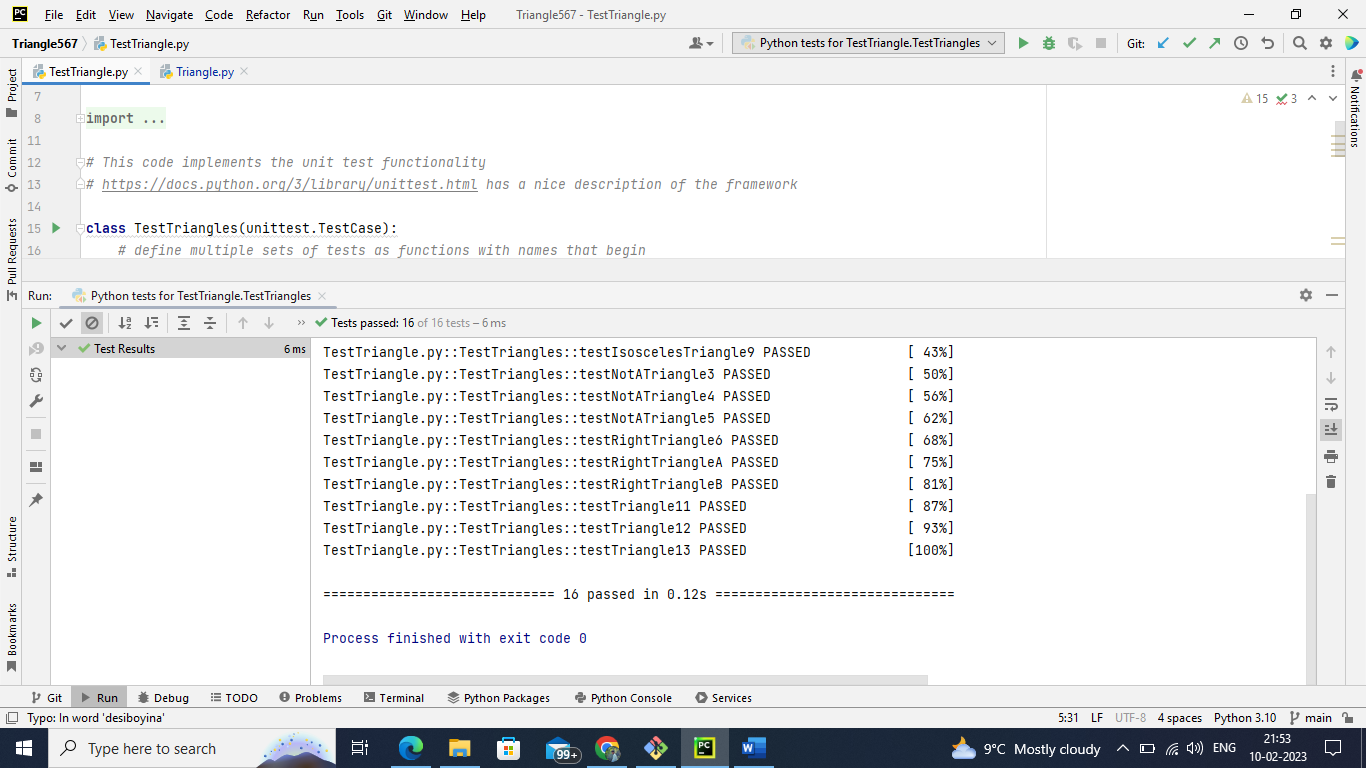 PC File Edit View Navigate Code Refactor Run Tools Git Window Help Triangle567 - TestTriangle.py
Triangle567 TestTriangle.py Python tests for TestTriangle.TestTriangles Git:
TestTriangle.py Triangle.py
Project
Commit
Pull Requests
Structure
Bookmarks
Notifications
7
15 3
8 import ...
11
12 # This code implements the unit test functionality
13 # https://docs.python.org/3/library/unittest.html has a nice description of the framework
14
15 class TestTriangles(unittest.TestCase):
16 # define multiple sets of tests as functions with names that begin
Run: Python tests for TestTriangle.TestTriangles
Tests passed: 16 of 16 tests – 6 ms
Test Results 6 ms
TestTriangle.py::TestTriangles::testIsoscelesTriangle9 PASSED [ 43%]
TestTriangle.py::TestTriangles::testNotATriangle3 PASSED [ 50%]
TestTriangle.py::TestTriangles::testNotATriangle4 PASSED [ 56%]
TestTriangle.py::TestTriangles::testNotATriangle5 PASSED [ 62%]
TestTriangle.py::TestTriangles::testRightTriangle6 PASSED [ 68%]
TestTriangle.py::TestTriangles::testRightTriangleA PASSED [ 75%]
TestTriangle.py::TestTriangles::testRightTriangleB PASSED [ 81%]
TestTriangle.py::TestTriangles::testTriangle11 PASSED [ 87%]
TestTriangle.py::TestTriangles::testTriangle12 PASSED [ 93%]
TestTriangle.py::TestTriangles::testTriangle13 PASSED [100%]
============================= 16 passed in 0.12s ==============================
Process finished with exit code 0
Git Run Debug TODO Problems Terminal Python Packages Python Console Services
Typo: In word 'desiboyina' 5:31 LF UTF-8 4 spaces Python 3.10 main
Type here to search 99+ PC W 9°C Mostly cloudy ENG 21:53
10-02-2023